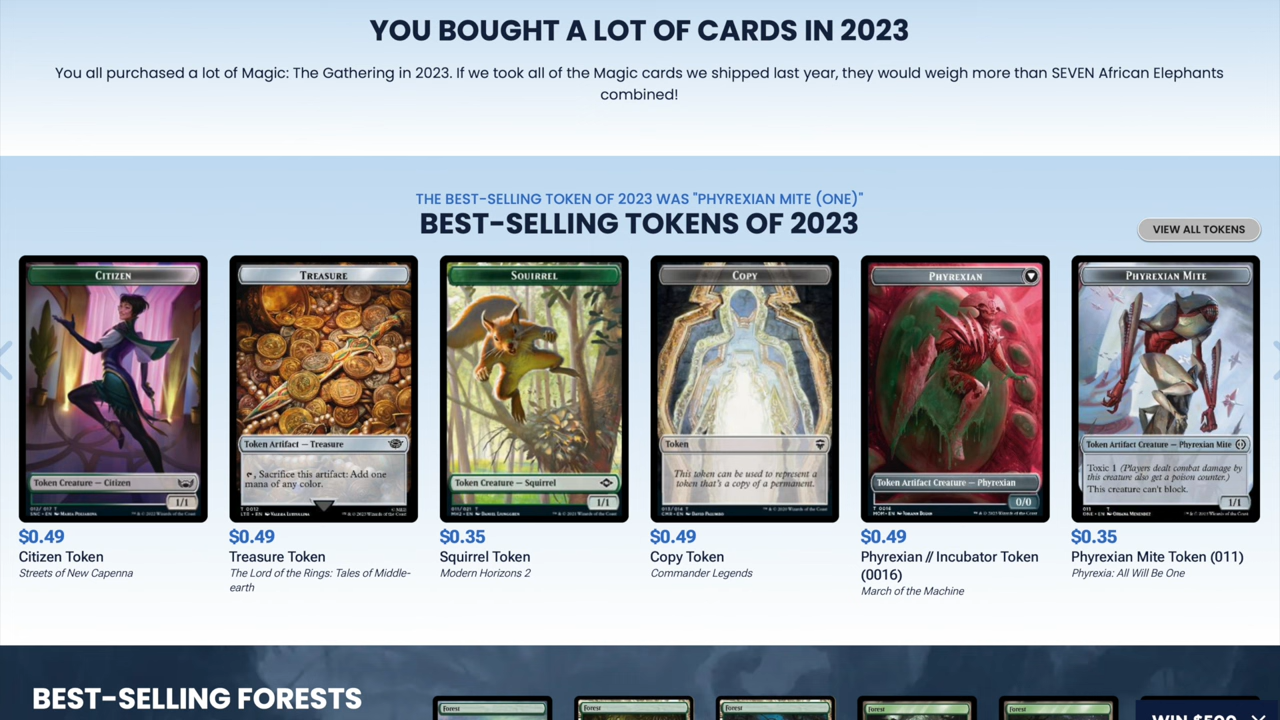 YOU BOUGHT A LOT OF CARDS IN 2023
You all purchased a lot of Magic: The Gathering in 2023. If we took all of the Magic cards we shipped last year, they would weigh more than SEVEN African Elephants
combined!
THE BEST-SELLING TOKEN OF 2023 WAS "PHYREXIAN MITE (ONE)"
BEST-SELLING TOKENS OF 2023
VIEW ALL TOKENS
CITIZEN
Token Creature — Citizen
1/1
$0.49
Citizen Token
Streets of New Capenna
TREASURE
Token Artifact — Treasure
, Sacrifice this artifact: Add one
mana of any color.
$0.49
Treasure Token
The Lord of the Rings: Tales of Middle-
earth
SQUIRREL
Token Creature — Squirrel
1/1
$0.35
Squirrel Token
Modern Horizons 2
COPY
Token
This token can be used to represent a
token that's a copy of a permanent.
$0.49
Copy Token
Commander Legends
PHYREXIAN
Token Artifact Creature — Phyrexian
0/0
$0.49
Phyrexian // Incubator Token
(0016)
March of the Machine
PHYREXIAN MITE
Token Artifact Creature — Phyrexian Mite
Toxic 1 (Players dealt combat damage by
this creature also get a poison counter.)
This creature can't block.
1/1
$0.35
Phyrexian Mite Token (011)
Phyrexia: All Will Be One
BEST-SELLING FORESTS
Forest
Forest
Forest
Forest
Forest
WIN $500